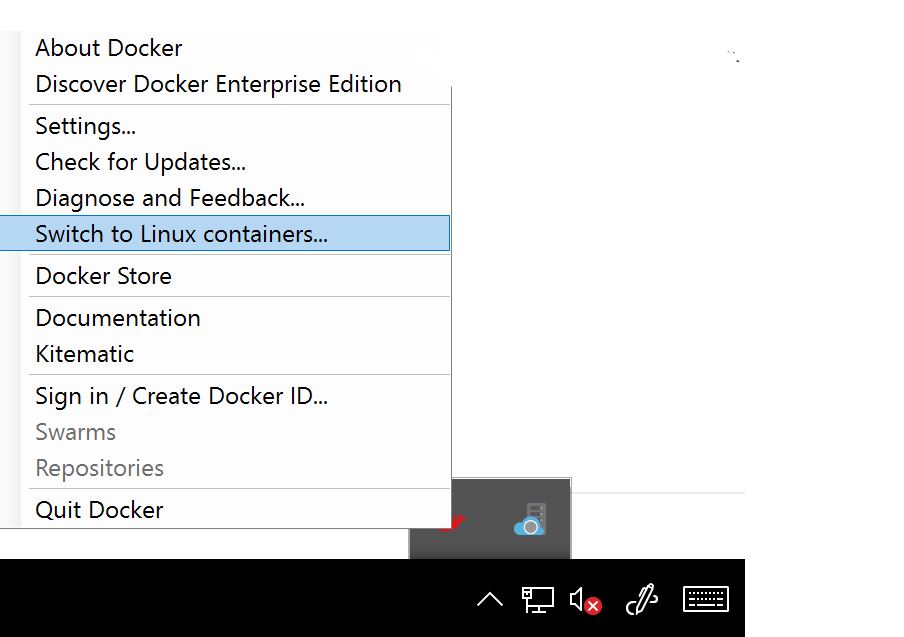 About Docker
Discover Docker Enterprise Edition
Settings...
Check for Updates...
Diagnose and Feedback...
Switch to Linux containers...
Docker Store
Documentation
Kitematic
Sign in / Create Docker ID...
Swarms
Repositories
Quit Docker